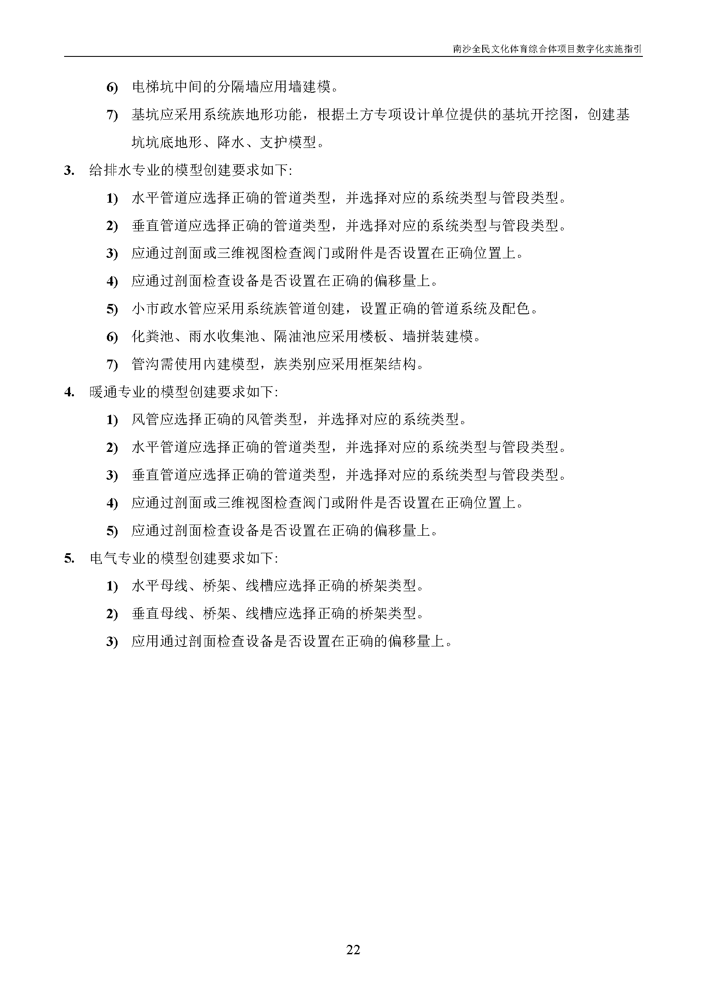 南沙全民文化体育综合体项目数字化实施指引
6) 电梯坑中间的分隔墙应用墙建模。
7) 基坑应采用系统族地形功能，根据土方专项设计单位提供的基坑开挖图，创建基
坑坑底地形、降水、支护模型。
3. 给排水专业的模型创建要求如下:
1) 水平管道应选择正确的管道类型，并选择对应的系统类型与管段类型。
2) 垂直管道应选择正确的管道类型，并选择对应的系统类型与管段类型。
3) 应通过剖面或三维视图检查阀门或附件是否设置在正确位置上。
4) 应通过剖面检查设备是否设置在正确的偏移量上。
5) 小市政水管应采用系统族管道创建，设置正确的管道系统及配色。
6) 化粪池、雨水收集池、隔油池应采用楼板、墙拼装建模。
7) 管沟需使用内建模型，族类别应采用框架结构。
4. 暖通专业的模型创建要求如下:
1) 风管应选择正确的风管类型，并选择对应的系统类型。
2) 水平管道应选择正确的管道类型，并选择对应的系统类型与管段类型。
3) 垂直管道应选择正确的管道类型，并选择对应的系统类型与管段类型。
4) 应通过剖面或三维视图检查阀门或附件是否设置在正确位置上。
5) 应通过剖面检查设备是否设置在正确的偏移量上。
5. 电气专业的模型创建要求如下:
1) 水平母线、桥架、线槽应选择正确的桥架类型。
2) 垂直母线、桥架、线槽应选择正确的桥架类型。
3) 应用通过剖面检查设备是否设置在正确的偏移量上。
22